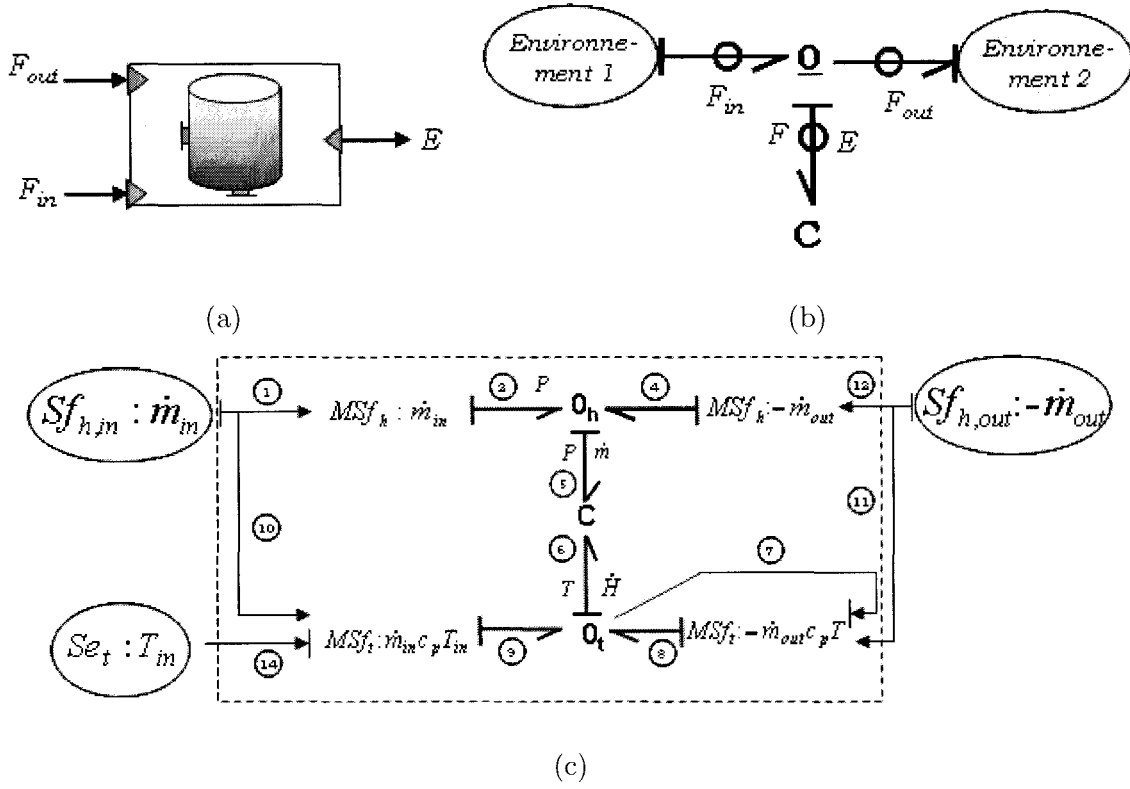 F_out
F_in
E
(a)
Environne-
ment 1
F_in
0
F_out
Environne-
ment 2
F E
C
(b)
Sf_h,in : ṁ_in
1
MSf_h : ṁ_in
2 P
0_h
4
MSf_h : -ṁ_out
12
Sf_h,out : -ṁ_out
P ṁ
5
C
10
6
7
11
T Ḣ
Se_t : T_in
14
MSf_t : ṁ_in c_p T_in
9
0_t
8
MSf_t : -ṁ_out c_p T
(c)